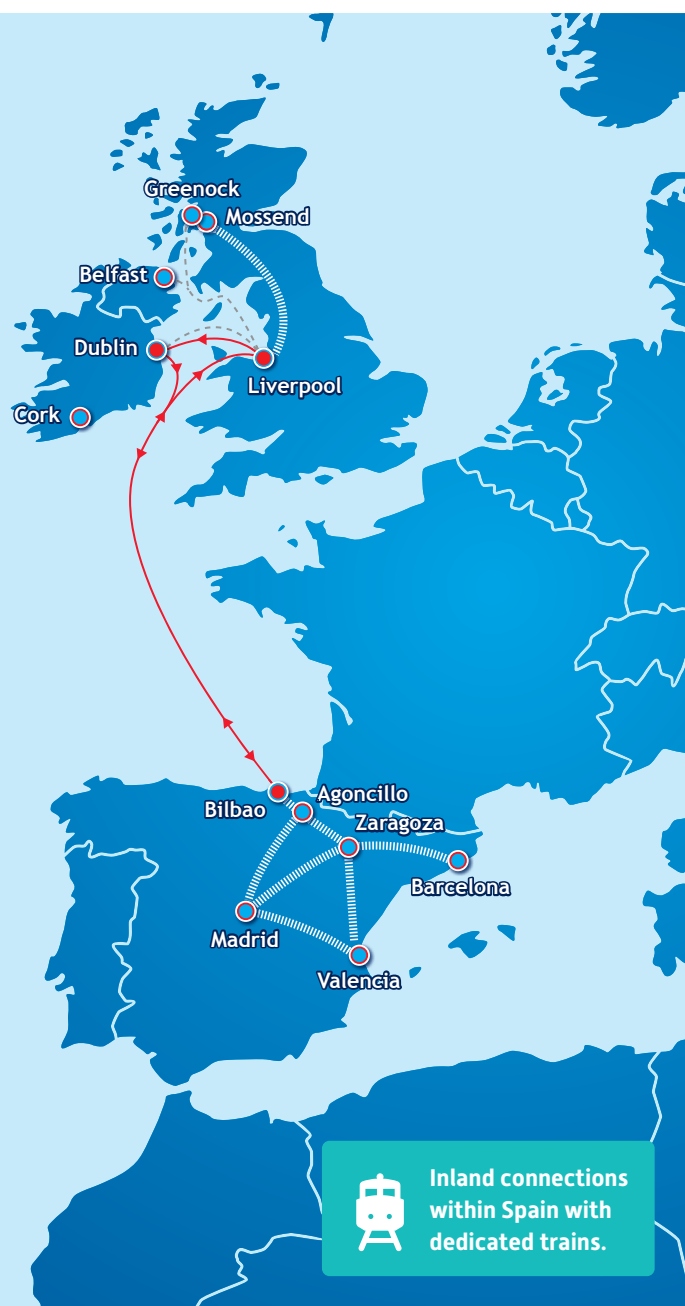 Greenock
Mossend
Belfast
Dublin
Liverpool
Cork
Agoncillo
Bilbao
Zaragoza
Barcelona
Madrid
Valencia
Inland connections
within Spain with
dedicated trains.